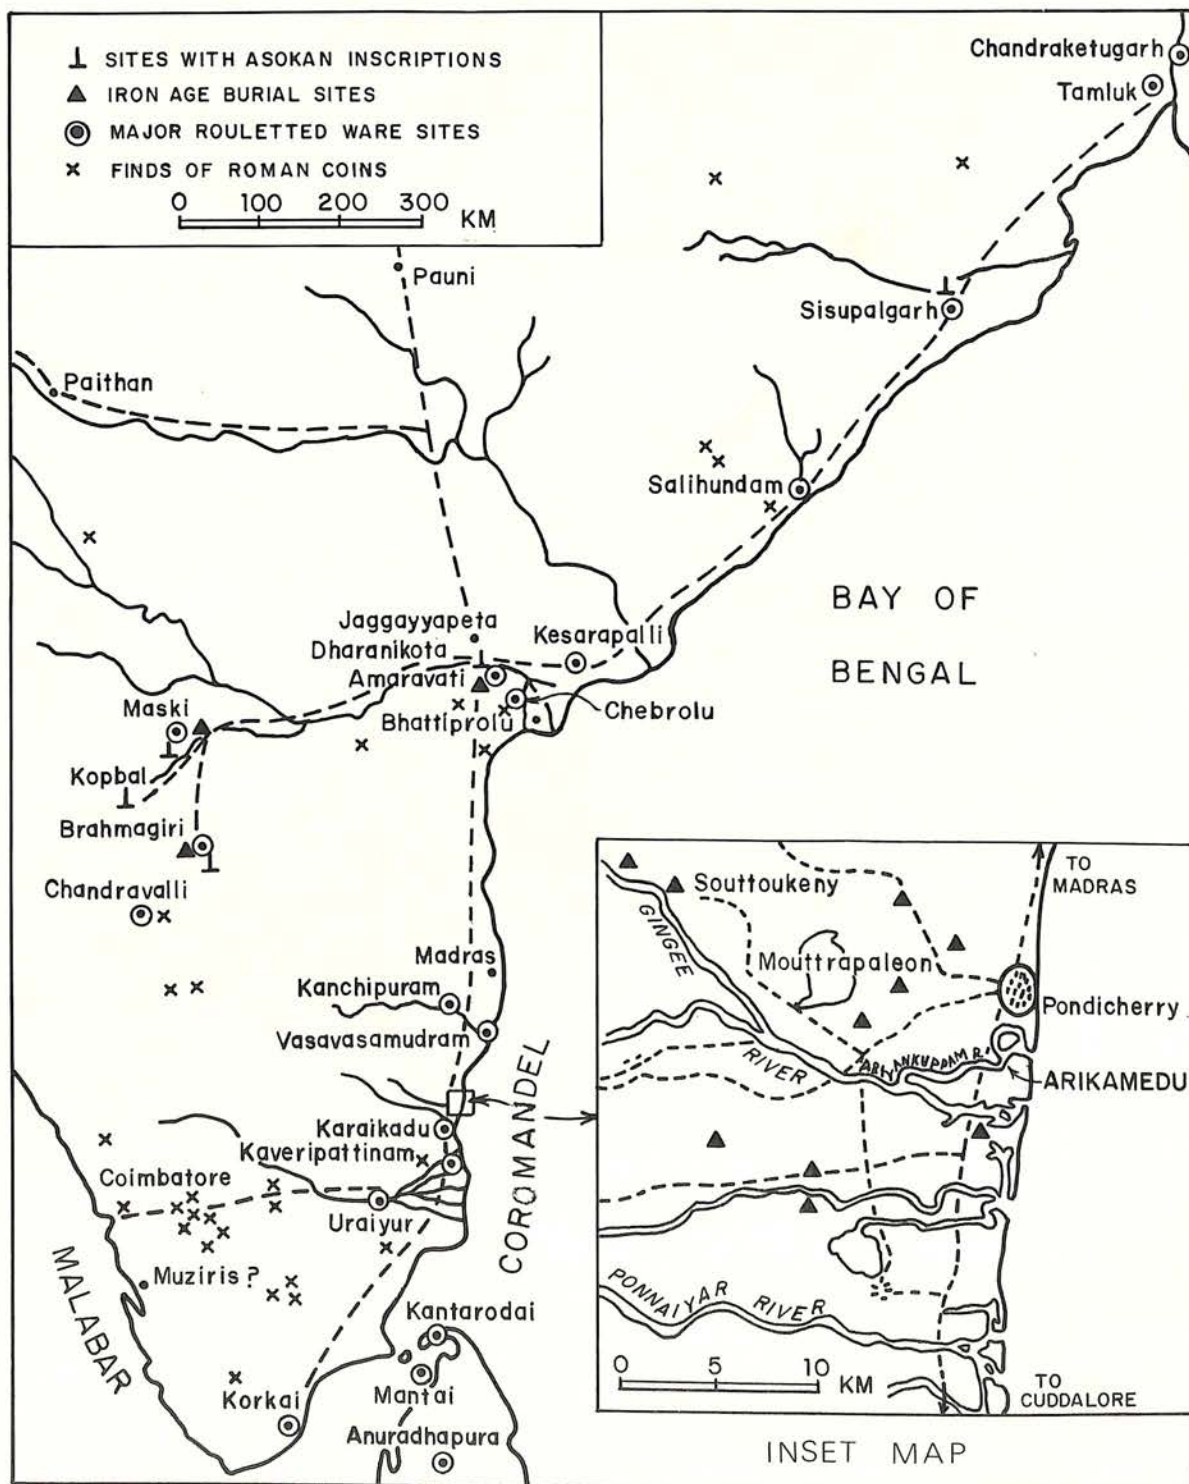 SITES WITH ASOKAN INSCRIPTIONS
IRON AGE BURIAL SITES
MAJOR ROULETTED WARE SITES
FINDS OF ROMAN COINS
0 100 200 300 KM
Chandraketugarh
Tamluk
Pauni
Sisupalgarh
Paithan
Salihundam
BAY OF
BENGAL
Jaggayyapeta
Kesarapalli
Dharanikota
Amaravati
Maski
Chebrolu
Bhattiprolu
Kopbal
Brahmagiri
Chandravalli
Madras
Kanchipuram
Vasavasamudram
COROMANDEL
Karaikadu
Kaveripattinam
Coimbatore
Uraiyur
Muziris?
MALABAR
Kantarodai
Mantai
Korkai
Anuradhapura
TO
MADRAS
Souttoukeny
GINGEE
Mouttrapaleon
Pondicherry
RIVER
ARIYANKUPPAM R.
ARIKAMEDU
PONNAIYAR RIVER
0 5 10
KM
TO
CUDDALORE
INSET MAP